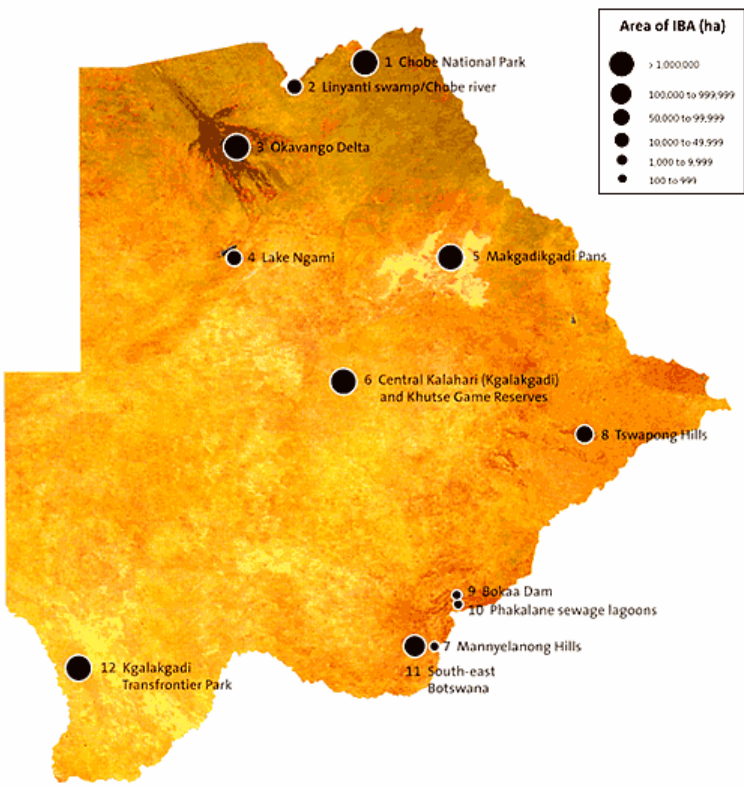 Area of IBA (ha)
> 1,000,000
100,000 to 999,999
50,000 to 99,999
10,000 to 49,999
1,000 to 9,999
100 to 999
1 Chobe National Park
2 Linyanti swamp/Chobe river
3 Okavango Delta
4 Lake Ngami
5 Makgadikgadi Pans
6 Central Kalahari (Kgalakgadi)
and Khutse Game Reserves
8 Tswapong Hills
9 Bokaa Dam
10 Phakalane sewage lagoons
7 Mannyelanong Hills
11 South-east
Botswana
12 Kgalakgadi
Transfrontier Park